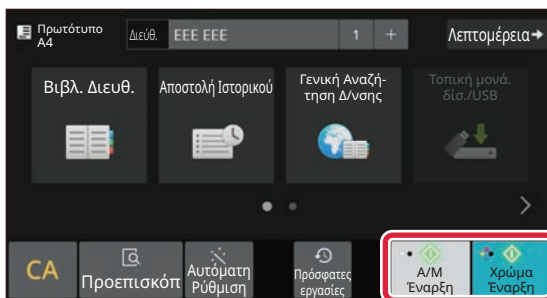 Πρωτότυπο
A4
Διεύθ.
EEE EEE
1
+
Λεπτομέρεια
Βιβλ. Διευθ.
Αποστολή Ιστορικού
Γενική Αναζή-
τηση Δ/νσης
Τοπική μονά.
δίσ./USB
CA
Προεπισκόπ
Αυτόματη
Ρύθμιση
Πρόσφατες
εργασίες
Α/Μ
Έναρξη
Χρώμα
Έναρξη